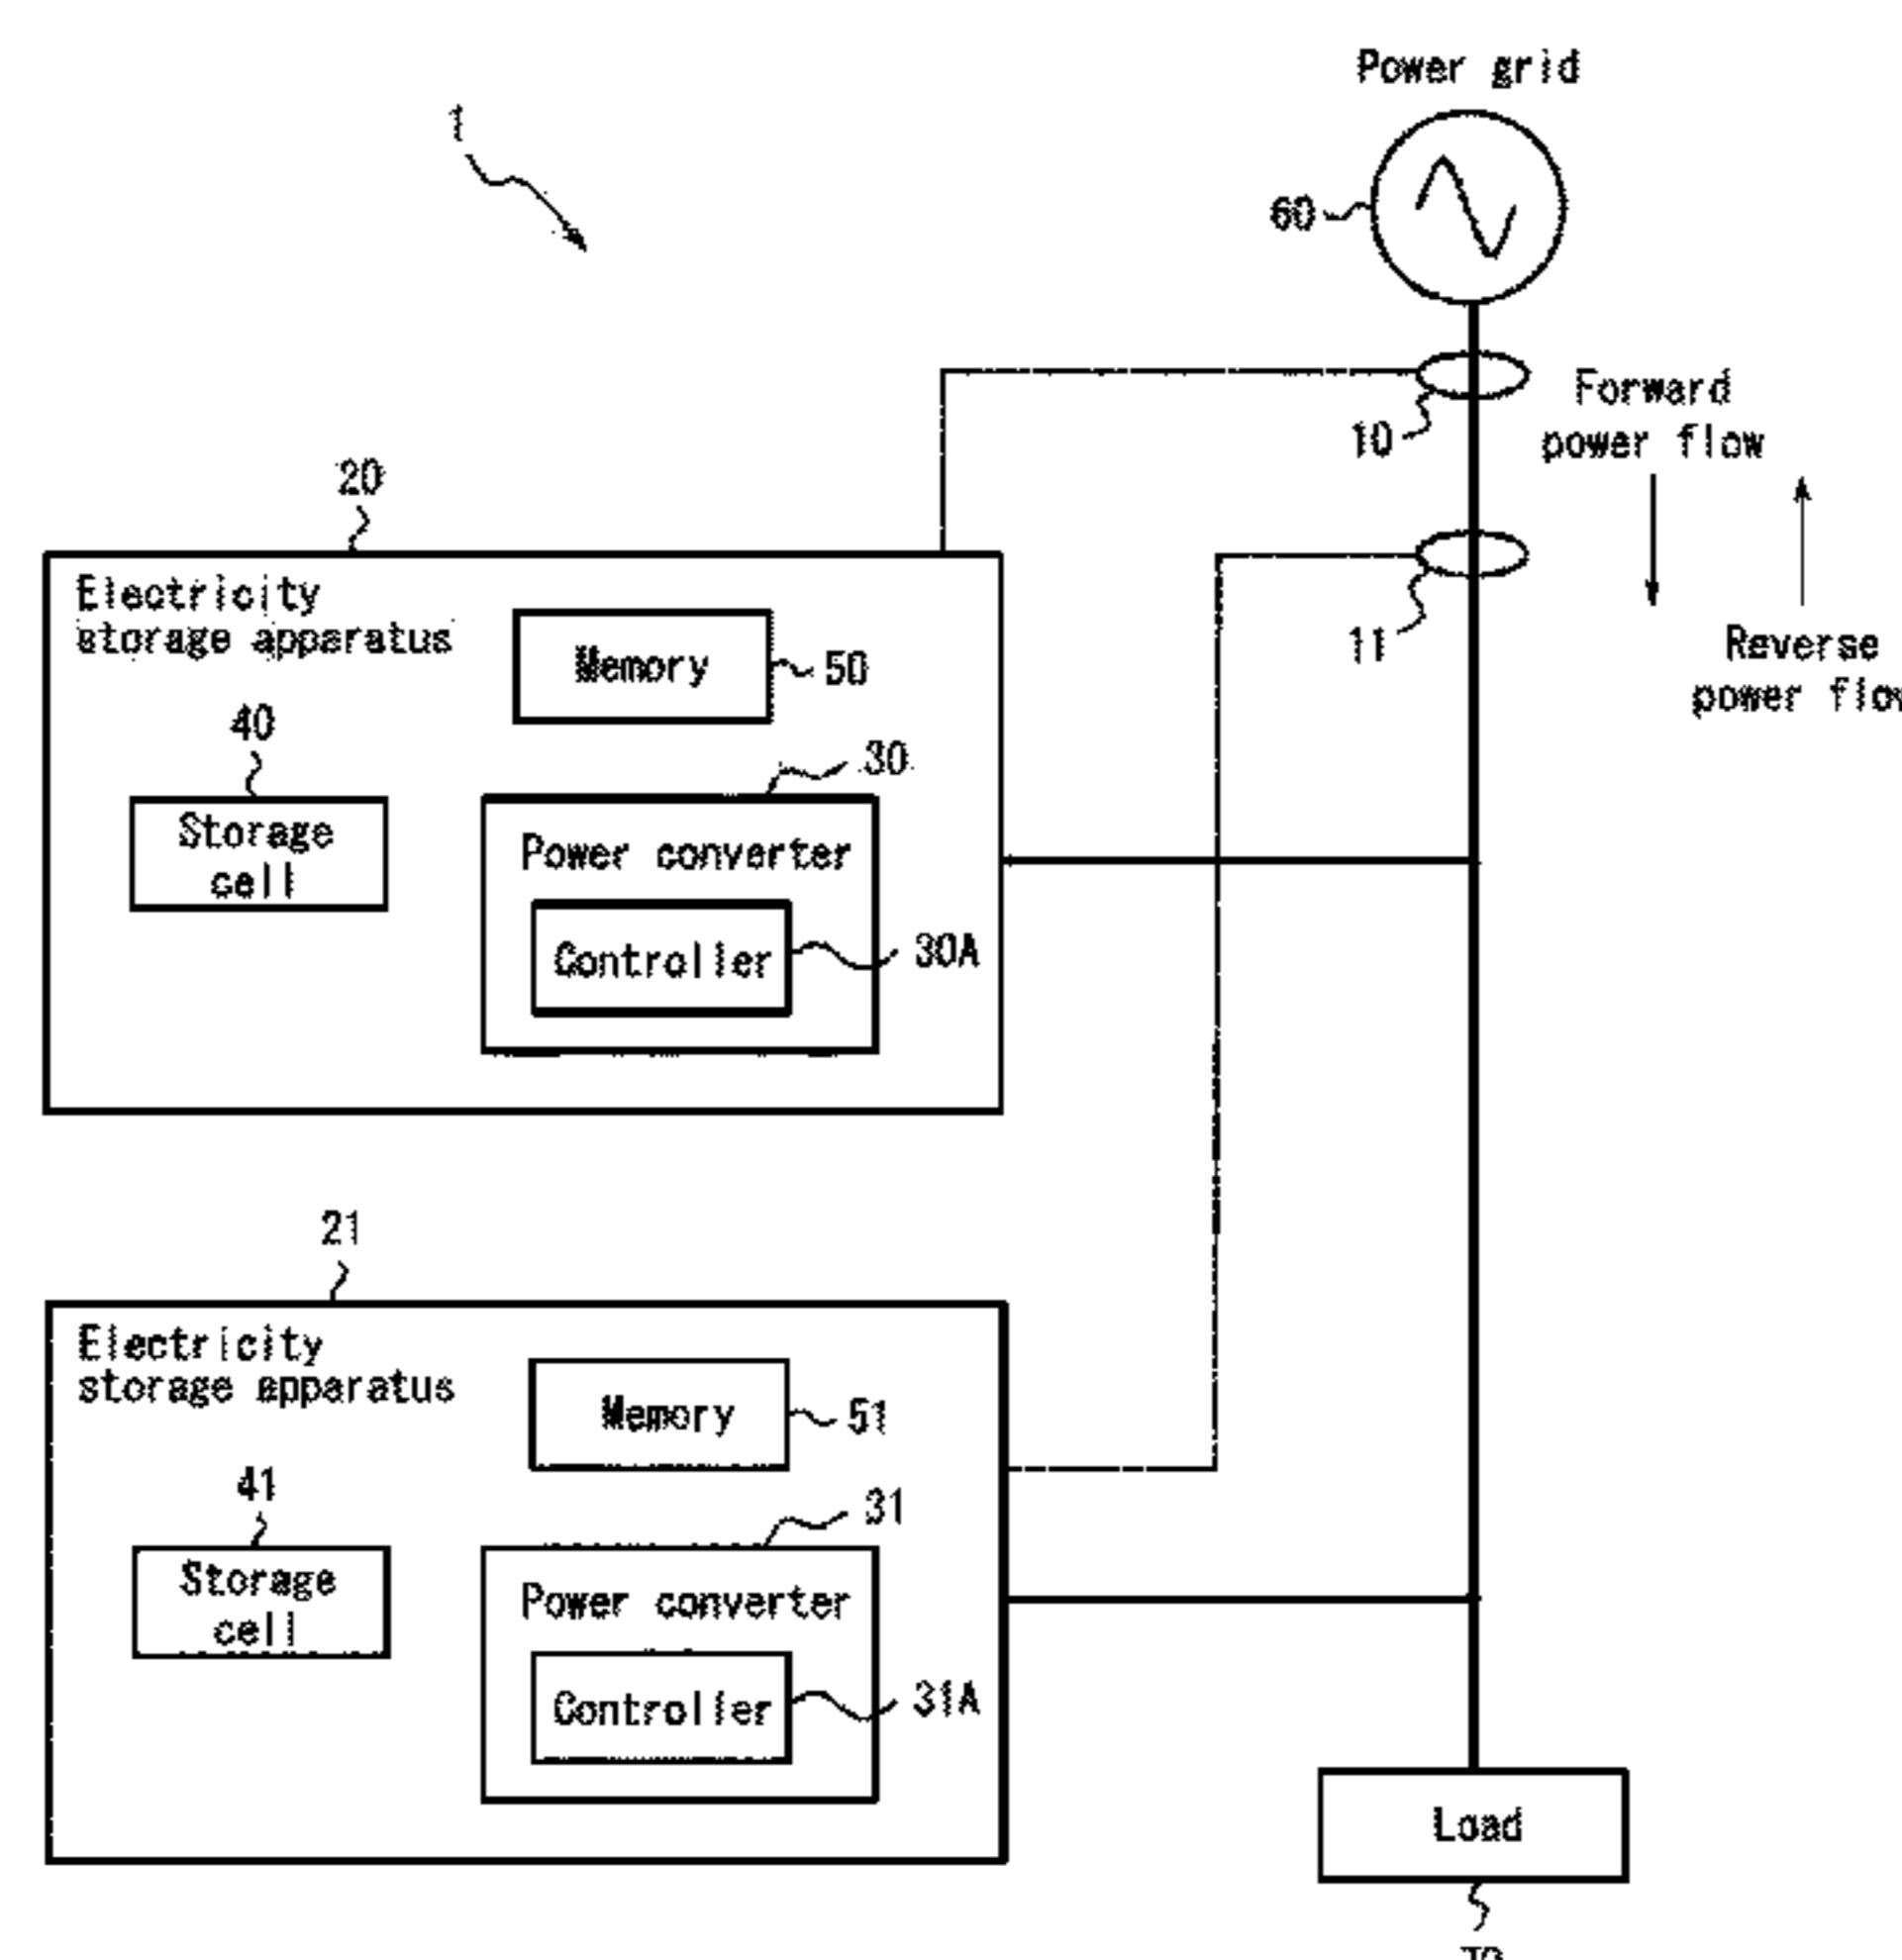 Power grid
1
60
10
Forward
power flow
11
Reverse
20
Electricity
storage apparatus
Memory
50
40
30
Storage
cell
Power converter
Controller
30A
21
Electricity
storage apparatus
Memory
51
41
31
Storage
cell
Power converter
Controller
31A
Load
power